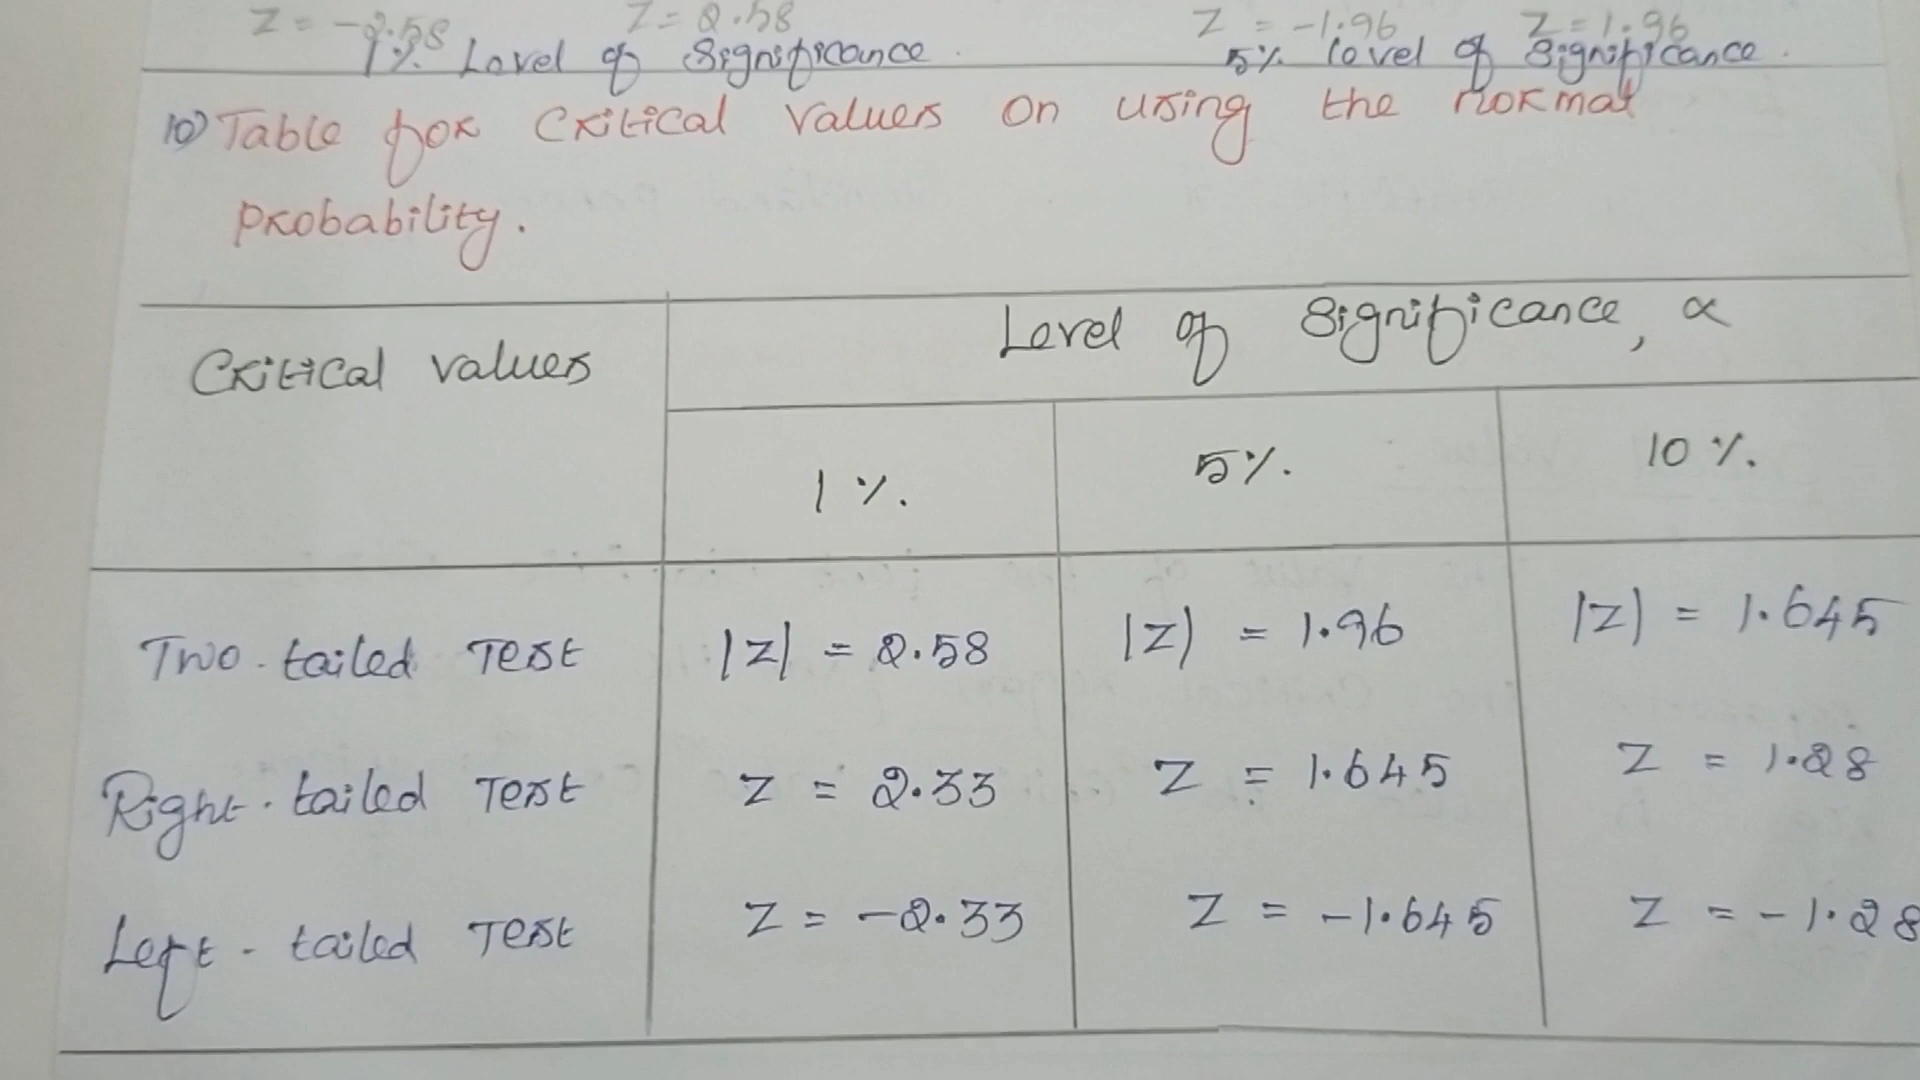 Z = -2.58 Z = 2.58 Z = -1.96 Z = 1.96
1% Level of Significance. 5% level of Significance.
10) Table for Critical Values on using the normal
probability.
Critical values Level of Significance, α
1%. 5%. 10%.
Two-tailed Test |Z| = 2.58 |Z| = 1.96 |Z| = 1.645
Right-tailed Test Z = 2.33 Z = 1.645 Z = 1.28
Left-tailed Test Z = -2.33 Z = -1.645 Z = -1.28